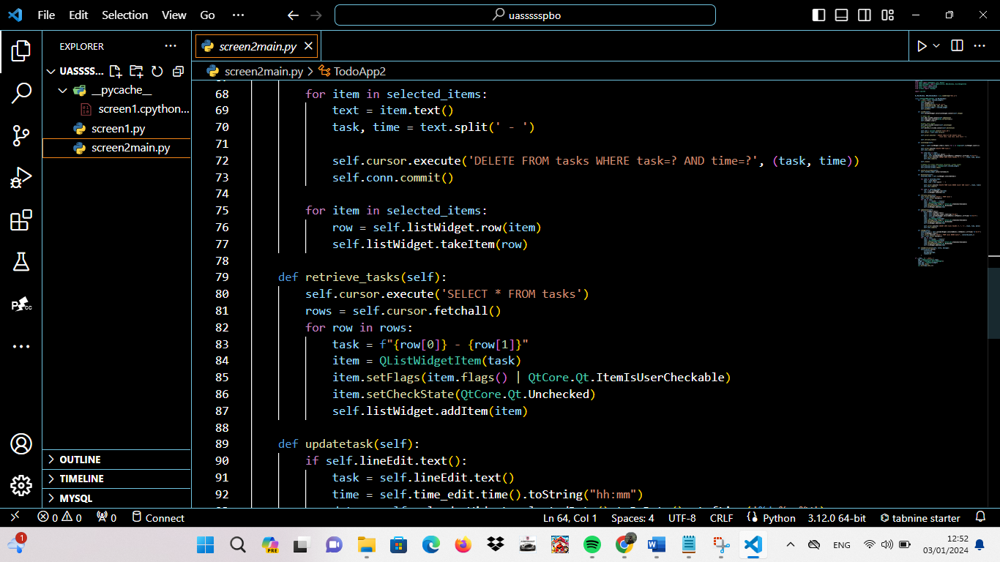 File Edit Selection View Go ··· uassssspbo
EXPLORER ···
UASSSS...
__pycache__
screen1.cpython...
screen1.py
screen2main.py
OUTLINE
TIMELINE
MYSQL
screen2main.py
screen2main.py > TodoApp2
68 for item in selected_items:
69 text = item.text()
70 task, time = text.split(' - ')
71
72 self.cursor.execute('DELETE FROM tasks WHERE task=? AND time=?', (task, time))
73 self.conn.commit()
74
75 for item in selected_items:
76 row = self.listWidget.row(item)
77 self.listWidget.takeItem(row)
78
79 def retrieve_tasks(self):
80 self.cursor.execute('SELECT * FROM tasks')
81 rows = self.cursor.fetchall()
82 for row in rows:
83 task = f"{row[0]} - {row[1]}"
84 item = QListWidgetItem(task)
85 item.setFlags(item.flags() | QtCore.Qt.ItemIsUserCheckable)
86 item.setCheckState(QtCore.Qt.Unchecked)
87 self.listWidget.addItem(item)
88
89 def updatetask(self):
90 if self.lineEdit.text():
91 task = self.lineEdit.text()
92 time = self.time_edit.time().toString("hh:mm")
0 0 0 Connect Ln 64, Col 1 Spaces: 4 UTF-8 CRLF Python 3.12.0 64-bit tabnine starter
1 PRE ENG 12:52
03/01/2024